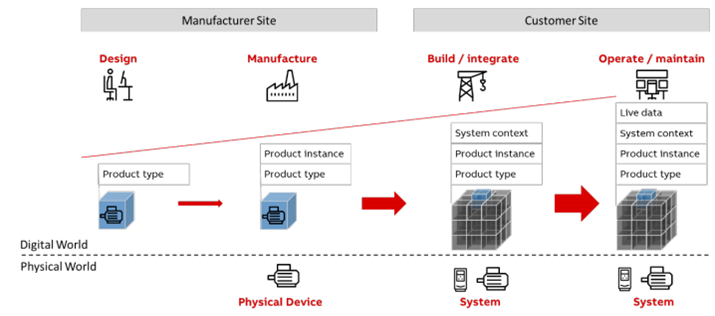 Manufacturer Site
Customer Site
Design
Manufacture
Build / integrate
Operate / maintain
Live data
System context
System context
Product instance
Product instance
Product instance
Product type
Product type
Product type
Product type
Digital World
Physical World
Physical Device
System
System